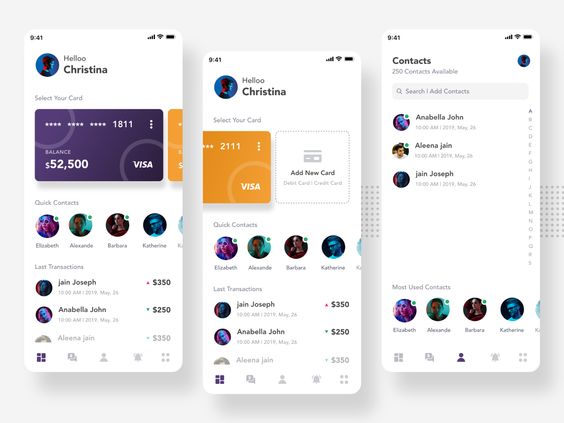 9:41
Helloo
Christina
Select Your Card
**** **** **** 1811
BALANCE
$52,500
VISA
Quick Contacts
Elizabeth Alexande Barbara Katherine Ka
Last Transactions
jain Joseph
10:00 AM | 2019, May, 26
$350
Anabella John
10:00 AM | 2019, May, 26
$250
Aleena jain
$350
9:41
Helloo
Christina
Select Your Card
** **** 2111
VISA
Add New Card
Debit Card | Credit Card
Quick Contacts
Elizabeth Alexande Barbara Katherine Ka
Last Transactions
jain Joseph
10:00 AM | 2019, May, 26
$350
Anabella John
10:00 AM | 2019, May, 26
$250
Aleena jain
$350
9:41
Contacts
250 Contacts Available
Search | Add Contacts
Anabella John
10:00 AM | 2019, May, 26
Aleena jain
10:00 AM | 2019, May, 26
jain Joseph
10:00 AM | 2019, May, 26
A
B
C
D
E
F
G
H
I
J
K
L
M
N
O
P
Q
R
S
Most Used Contacts
Elizabeth Alexande Barbara Katherine Ka